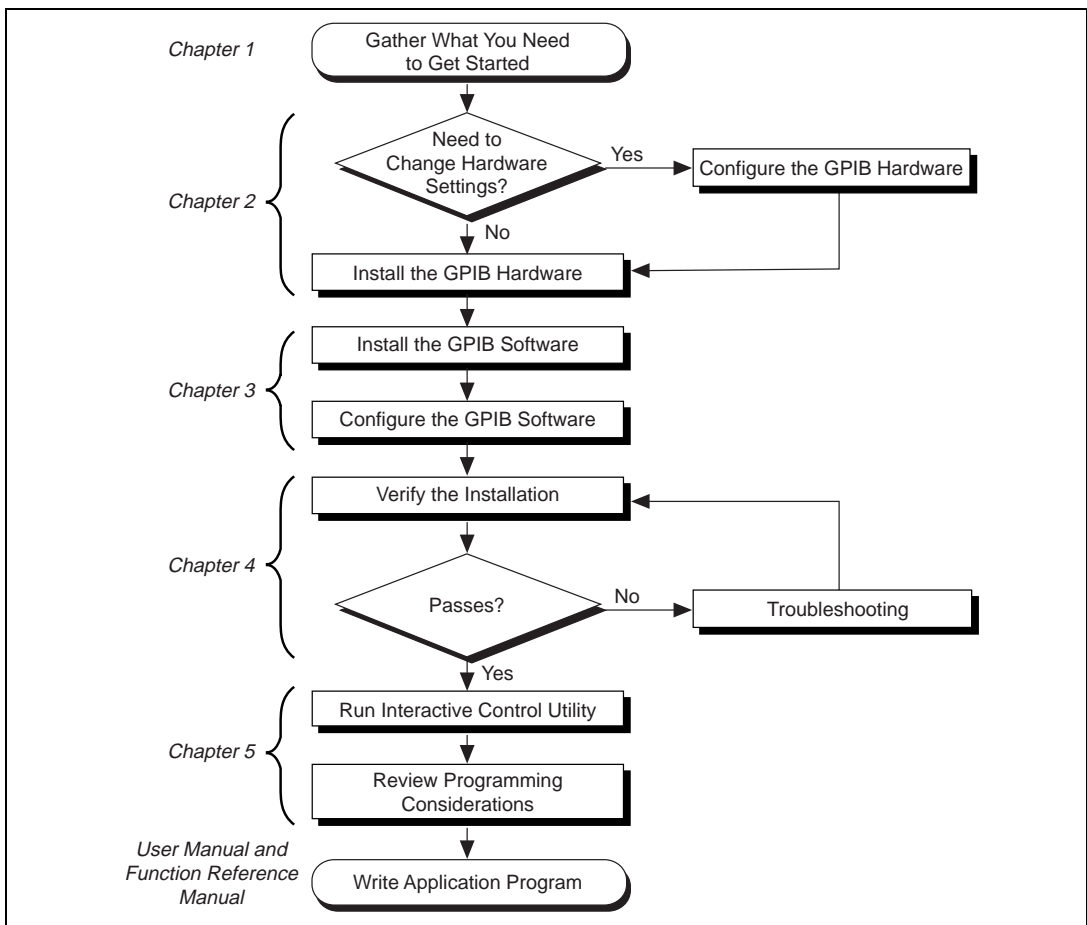 Chapter 1
Gather What You Need
to Get Started
Need to
Change Hardware
Settings?
Yes
Configure the GPIB Hardware
Chapter 2
No
Install the GPIB Hardware
Install the GPIB Software
Chapter 3
Configure the GPIB Software
Verify the Installation
Chapter 4
Passes?
No
Troubleshooting
Yes
Run Interactive Control Utility
Chapter 5
Review Programming
Considerations
User Manual and
Function Reference
Manual
Write Application Program